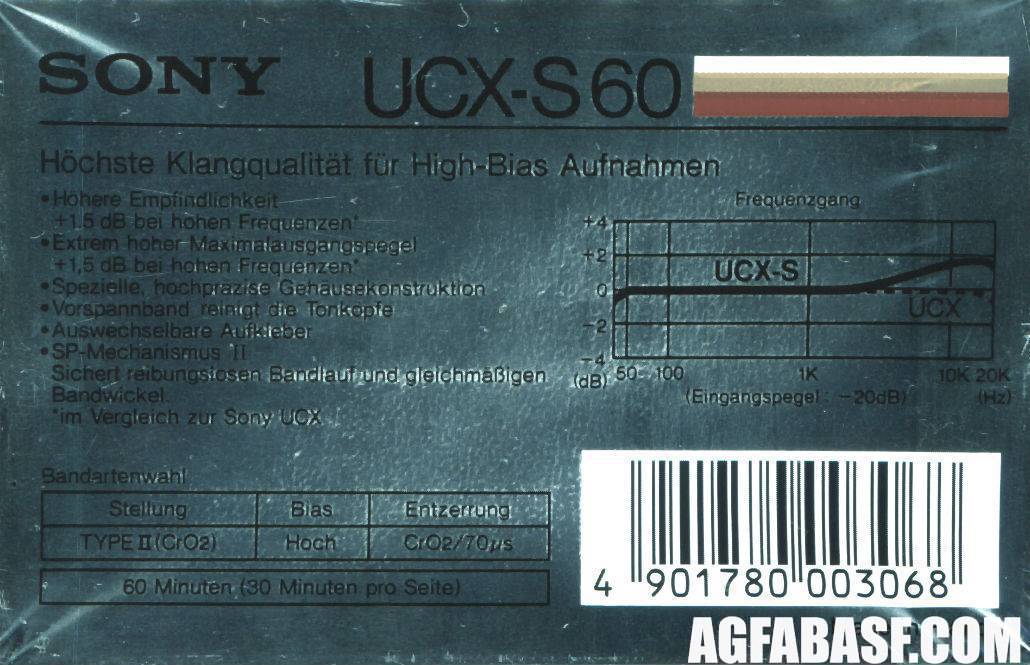 SONY UCX-S 60
Höchste Klangqualität für High-Bias Aufnahmen
•Höhere Empfindlichkeit
+1.5 dB bei hohen Frequenzen*
•Extrem hoher Maximalausgangspegel
+1,5 dB bei hohen Frequenzen*
•Spezielle, hochpräzise Gehäusekonstruktion
•Vorspannband reinigt die Tonköpfe
•Auswechselbare Aufkleber
•SP-Mechanismus II
Sichert reibungslosen Bandlauf und gleichmäßigen
Bandwickel.
*im Vergleich zur Sony UCX
Frequenzgang
+4
+2
0
−2
−4
(dB)
UCX-S
UCX
50 100 1K 10K 20K
(Eingangspegel: −20dB) (Hz)
Bandartenwahl
Stellung Bias Entzerrung
TYPE II (CrO2) Hoch CrO2/70μs
60 Minuten (30 Minuten pro Seite)
4 901780 003068
AGFABASF.COM